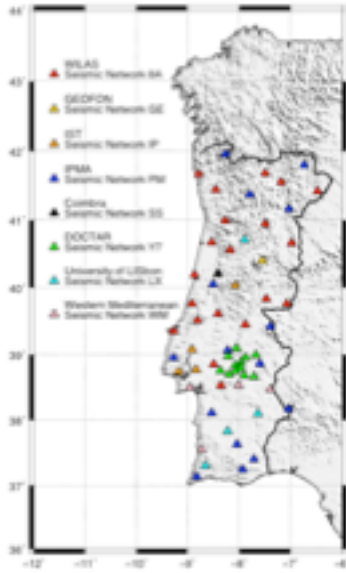 44°
43°
42°
41°
40°
39°
38°
37°
36°
WILAS
Seismic Network 8A
GEOFON
Seismic Network GE
IST
Seismic Network IP
IPMA
Seismic Network PM
Coimbra
Seismic Network SS
DOCTAR
Seismic Network YT
University of Lisbon
Seismic Network LX
Western Mediterranean
Seismic Network WM
-12° -11° -10° -9° -8° -7° -6°